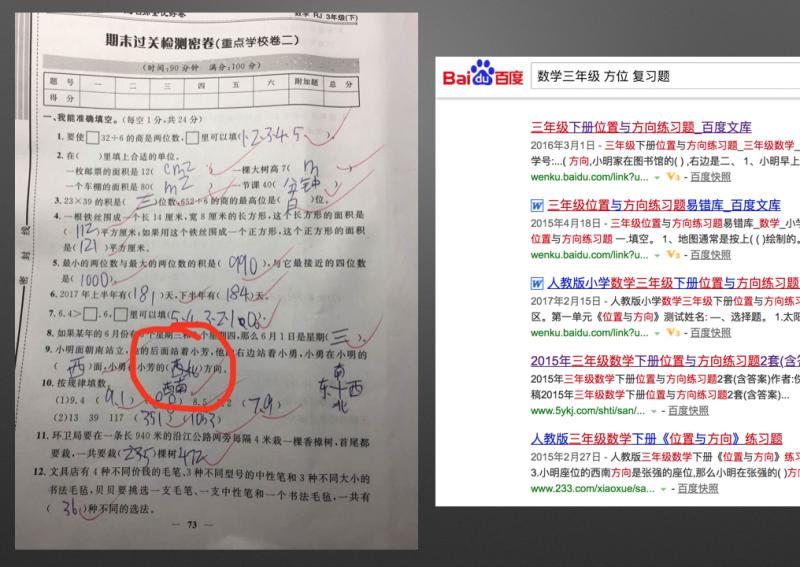 数学 RJ 3年级(下)
期末过关检测密卷(重点学校卷二)
(时间:90分钟 满分:100分)
题 号 一 二 三 四 五 六 附加题 总 分
得 分
一、我能准确填空。(每空1分,共24分)
1. 要使□32÷6的商是两位数,□里可以填(1.2.3.4.5)
2. 在( )里填上合适的单位。
一枚邮票的面积是12(cm2) 一棵大树高7(m)
一个车棚的面积是80(m2) 一节课40(分钟)
3. 23×39的积是(三)位数,652÷6的商的最高位是(百)位。
4. 一根铁丝围成一个长14厘米,宽8厘米的长方形,这个长方形的面积是
(112)平方厘米;如果用这个铁丝围成一个正方形,这个正方形的面积
是(121)平方厘米。
5. 最小的两位数与最大的两位数的积是(990),与它最接近的四位数
是(1000)。
6. 2017年上半年有(181)天,下半年有(184)天。
7. 6.4>□.6,□里可以填
8. 如果某年的6月份有 个星期三和 个星期四,那么6月1日是星期(三)。
9. 小明面朝南站立,他的后面站着小芳,他的右边站着小勇,小勇在小明的
(西)面,小勇在小芳的(西北)方向。
西南
南
东 西
北
10. 按规律填数。
(1)9.4 (9.1) 8.5 (7.9)
(2)13 39 117 (351) (1053)
11. 环卫局要在一条长940米的沿江公路两旁每隔4米栽一棵香樟树,首尾都
要栽,一共要栽(235)棵树 472
12. 文具店有4种不同价钱的毛笔、3种不同型号的中性笔和3种不同大小的
书法毛毡,贝贝要挑选一支毛笔、一支中性笔和一个书法毛毡,一共有
(36)种不同的选法。
— 73 —
线
封
密
Bai du 百度
数学三年级 方位 复习题
三年级下册位置与方向练习题_百度文库
2016年3月1日 - 三年级下册位置与方向练习题_三年级数学_
学号:...( 方向,小明家在图书馆的( ) ,右边是二、 1、小明早上
wenku.baidu.com/link?u... V3 - 百度快照
W 三年级数学位置与方向练习题易错库_百度文库
2015年4月18日 - 三年级数学位置与方向练习题易错库_数学_小学
位置与方向练习题 一.填空。 1、地图通常是按上( ( )绘制的。
wenku.baidu.com/link?u... V3 - 百度快照
W 人教版小学数学三年级下册位置与方向练习题
2017年2月15日 - 人教版小学数学三年级下册位置与方向练习题
区。第一单元《位置与方向》测试姓名: 一、选择题。 1.太阳
wenku.baidu.com/link?u... V3 - 百度快照
2015年三年级数学下册位置与方向练习题2套(含答
2015年三年级数学下册位置与方向练习题2套(含答案)作者:佚
稿2015年三年级数学下册位置与方向练习题2套(含答案)...
www.5ykj.com/shti/san/... - 百度快照
人教版三年级数学下册《位置与方向》练习题
2015年2月27日 - 人教版三年级数学下册《位置与方向》练习题
3.小明座位的西南方向是张强的座位,那么小明在张强的( )方
www.233.com/xiaoxue/sa... - 百度快照